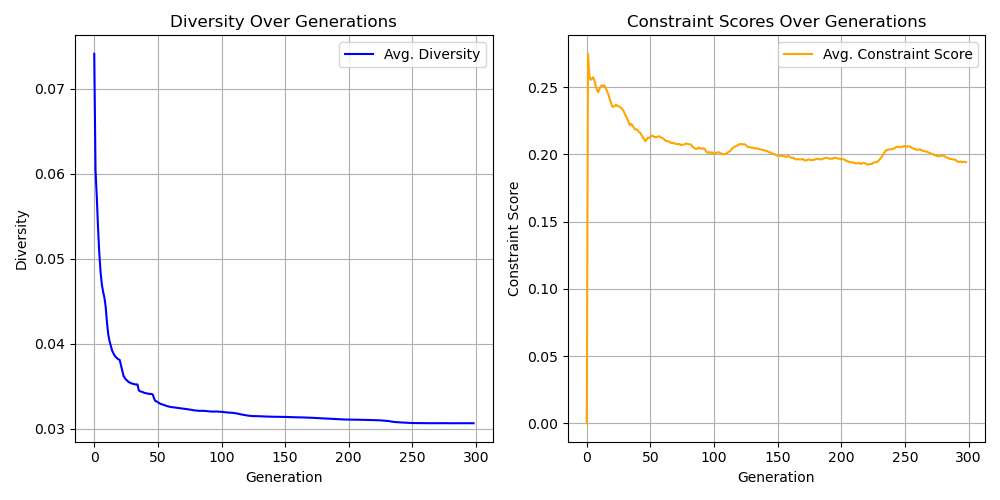 Diversity Over Generations
Avg. Diversity
0.07
0.06
0.05
0.04
0.03
Diversity
0 50 100 150 200 250 300
Generation
Constraint Scores Over Generations
Avg. Constraint Score
0.25
0.20
0.15
0.10
0.05
0.00
Constraint Score
0 50 100 150 200 250 300
Generation